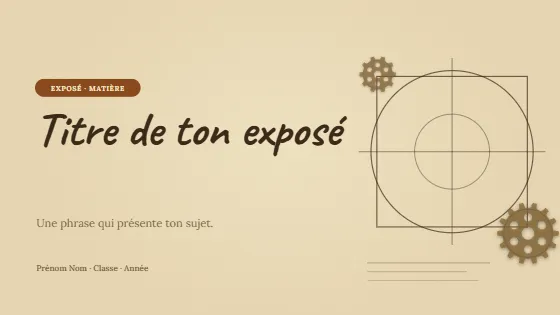 EXPOSÉ · MATIÈRE
Titre de ton exposé
Une phrase qui présente ton sujet.
Prénom Nom · Classe · Année